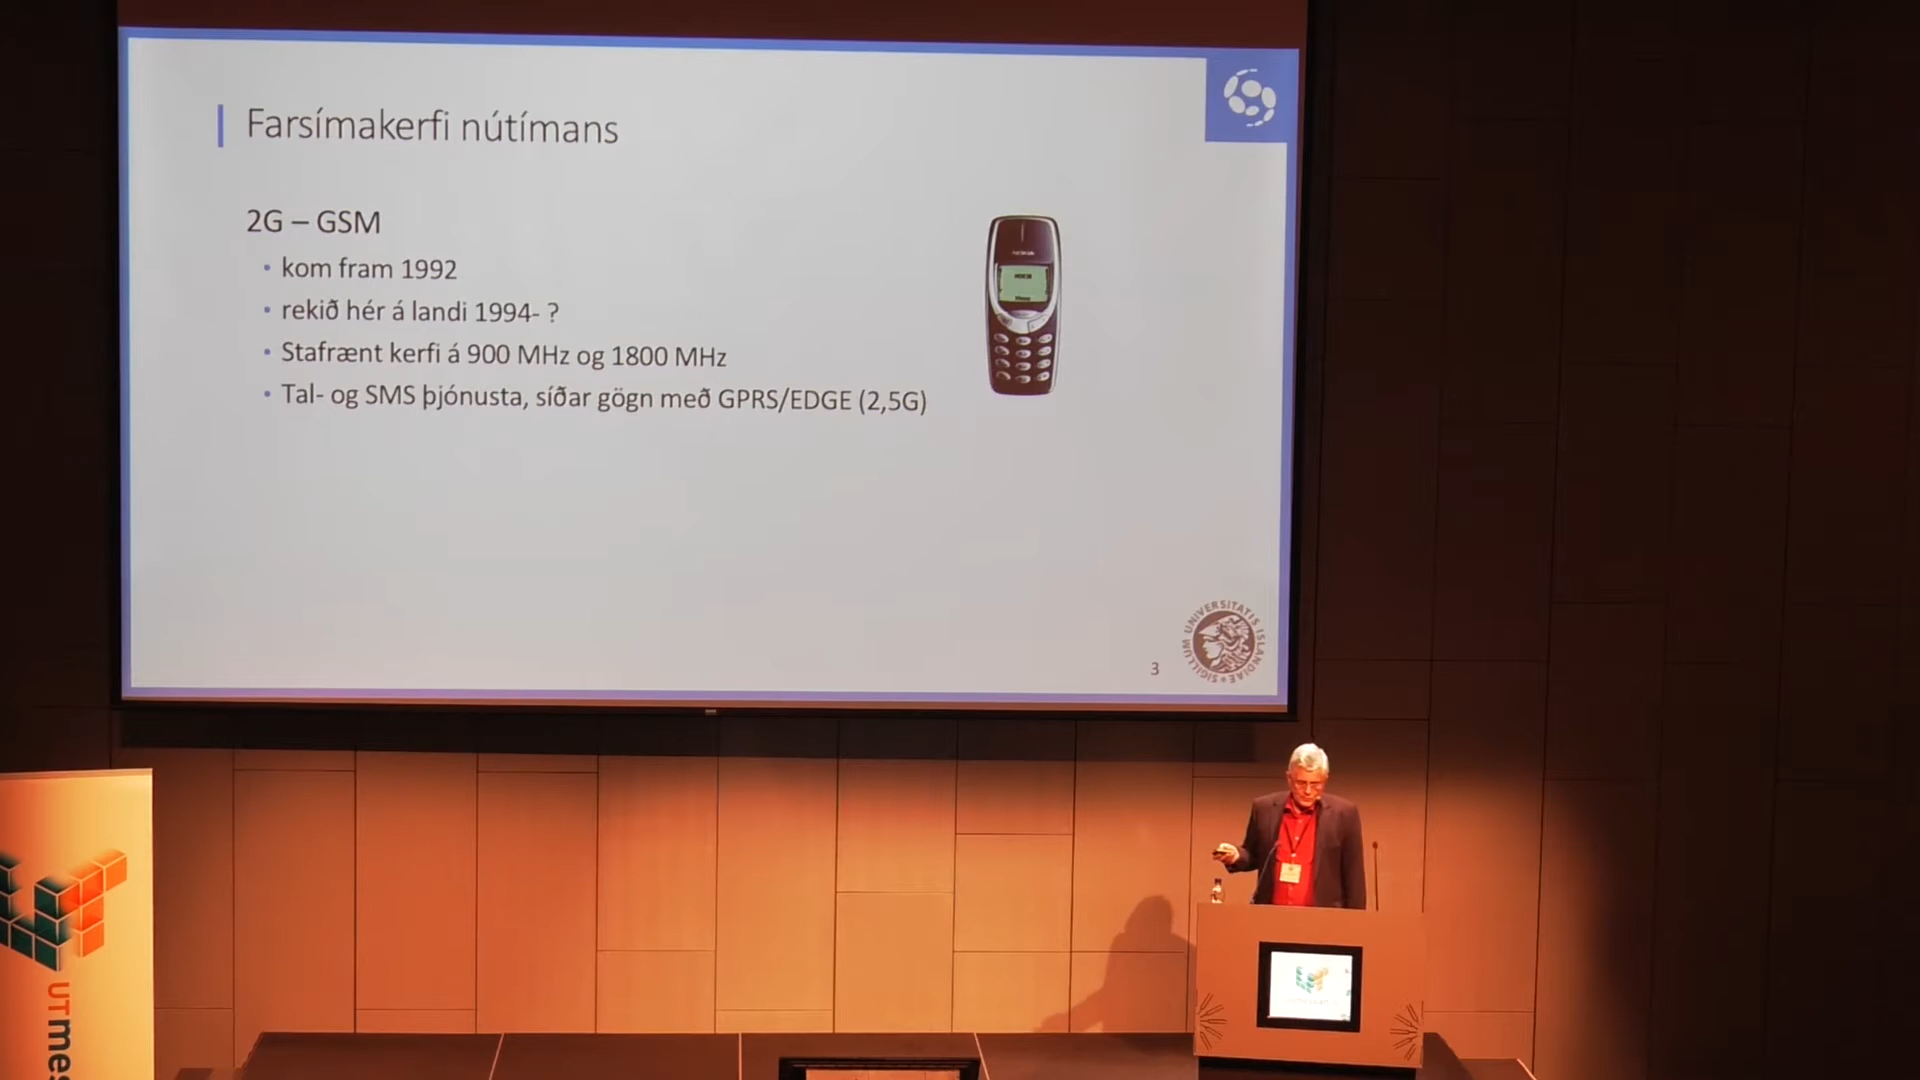 Farsímakerfi nútímans
2G – GSM
• kom fram 1992
• rekið hér á landi 1994- ?
• Stafrænt kerfi á 900 MHz og 1800 MHz
• Tal- og SMS þjónusta, síðar gögn með GPRS/EDGE (2,5G)
NOKIA
3
SIGILLUM UNIVERSITATIS ISLANDIAE
UTmes